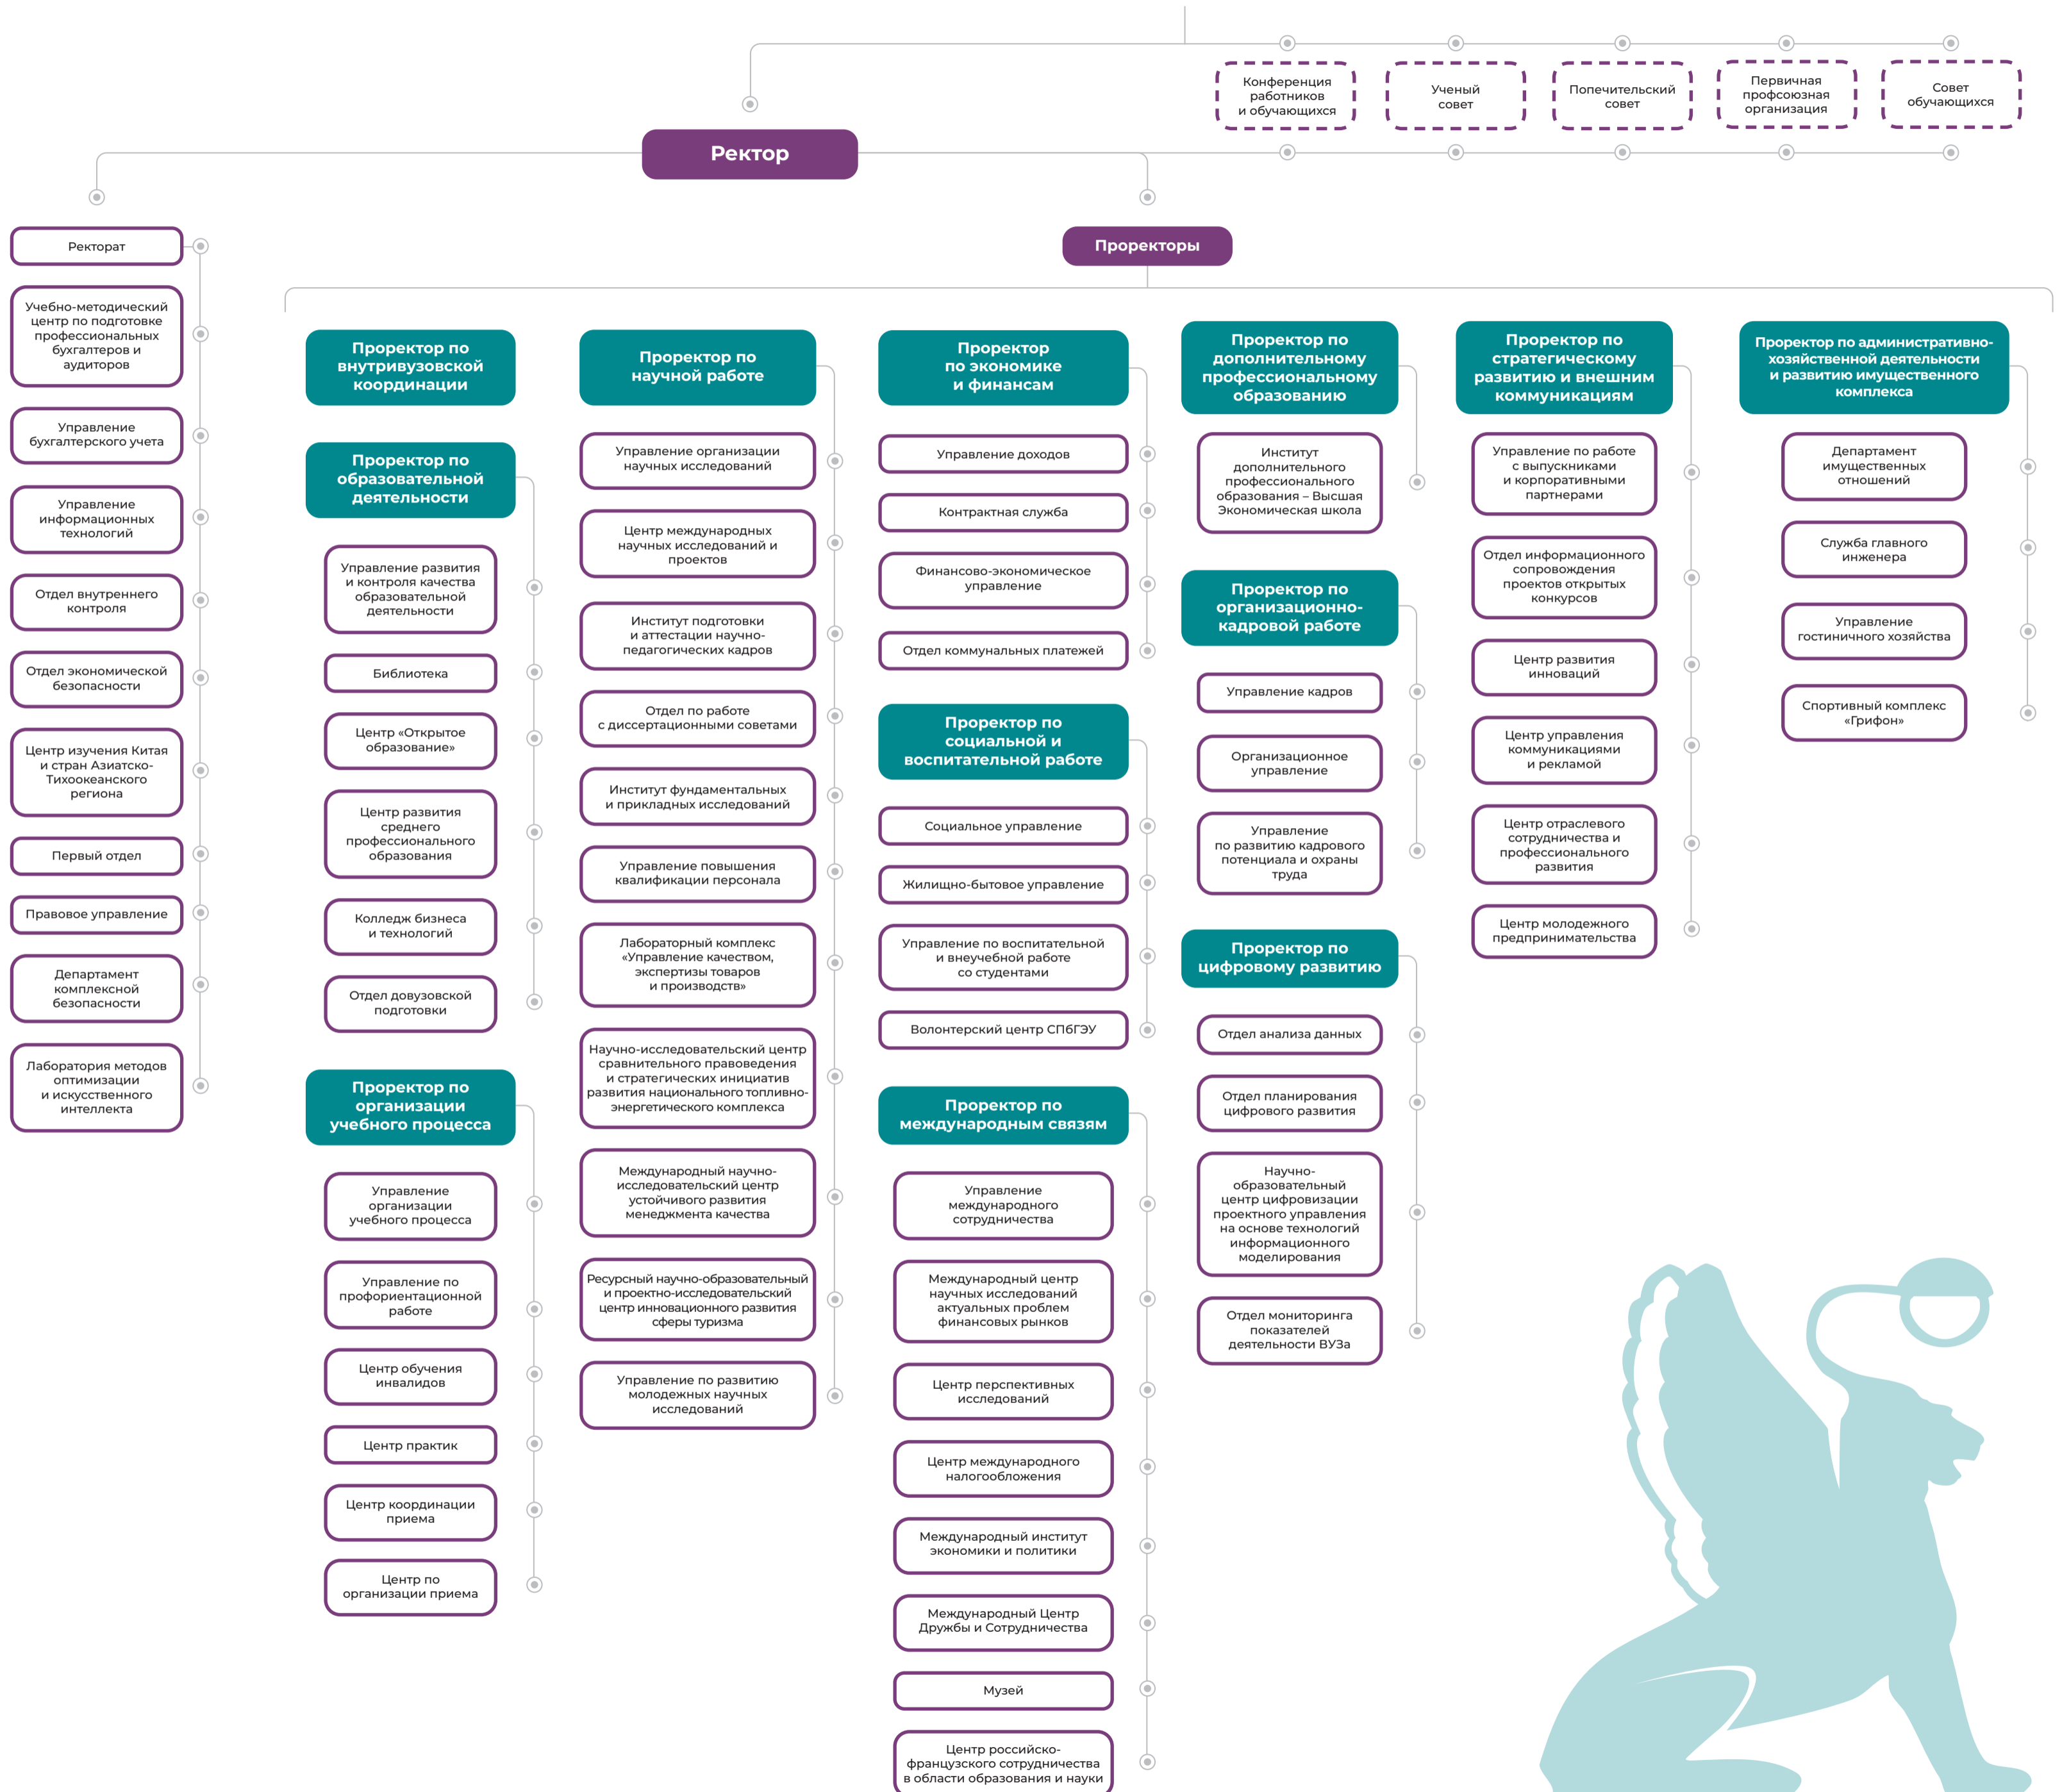 Конференция
работников
и обучающихся
Ученый
совет
Попечительский
совет
Первичная
профсоюзная
организация
Совет
обучающихся
Ректор
Ректорат
Учебно-методический
центр по подготовке
профессиональных
бухгалтеров и
аудиторов
Управление
бухгалтерского учета
Управление
информационных
технологий
Отдел внутреннего
контроля
Отдел экономической
безопасности
Центр изучения Китая
и стран Азиатско-
Тихоокеанского
региона
Первый отдел
Правовое управление
Департамент
комплексной
безопасности
Лаборатория методов
оптимизации
и искусственного
интеллекта
Проректоры
Проректор по
внутривузовской
координации
Проректор по
образовательной
деятельности
Управление развития
и контроля качества
образовательной
деятельности
Библиотека
Центр «Открытое
образование»
Центр развития
среднего
профессионального
образования
Колледж бизнеса
и технологий
Отдел довузовской
подготовки
Проректор по
организации
учебного процесса
Управление
организации
учебного процесса
Управление по
профориентационной
работе
Центр обучения
инвалидов
Центр практик
Центр координации
приема
Центр по
организации приема
Проректор по
научной работе
Управление организации
научных исследований
Центр международных
научных исследований и
проектов
Институт подготовки
и аттестации научно-
педагогических кадров
Отдел по работе
с диссертационными советами
Институт фундаментальных
и прикладных исследований
Управление повышения
квалификации персонала
Лабораторный комплекс
«Управление качеством,
экспертизы товаров
и производств»
Научно-исследовательский центр
сравнительного правоведения
и стратегических инициатив
развития национального топливно-
энергетического комплекса
Международный научно-
исследовательский центр
устойчивого развития
менеджмента качества
Ресурсный научно-образовательный
и проектно-исследовательский
центр инновационного развития
сферы туризма
Управление по развитию
молодежных научных
исследований
Проректор
по экономике
и финансам
Управление доходов
Контрактная служба
Финансово-экономическое
управление
Отдел коммунальных платежей
Проректор по
социальной и
воспитательной работе
Социальное управление
Жилищно-бытовое управление
Управление по воспитательной
и внеучебной работе
со студентами
Волонтерский центр СПбГЭУ
Проректор по
международным связям
Управление
международного
сотрудничества
Международный центр
научных исследований
актуальных проблем
финансовых рынков
Центр перспективных
исследований
Центр международного
налогообложения
Международный институт
экономики и политики
Международный Центр
Дружбы и Сотрудничества
Музей
Центр российско-
французского сотрудничества
в области образования и науки
Проректор по
дополнительному
профессиональному
образованию
Институт
дополнительного
профессионального
образования – Высшая
Экономическая школа
Проректор по
организационно-
кадровой работе
Управление кадров
Организационное
управление
Управление
по развитию кадрового
потенциала и охраны
труда
Проректор по
цифровому развитию
Отдел анализа данных
Отдел планирования
цифрового развития
Научно-
образовательный
центр цифровизации
проектного управления
на основе технологий
информационного
моделирования
Отдел мониторинга
показателей
деятельности ВУЗа
Проректор по
стратегическому
развитию и внешним
коммуникациям
Управление по работе
с выпускниками
и корпоративными
партнерами
Отдел информационного
сопровождения
проектов открытых
конкурсов
Центр развития
инноваций
Центр управления
коммуникациями
и рекламой
Центр отраслевого
сотрудничества и
профессионального
развития
Центр молодежного
предпринимательства
Проректор по административно-
хозяйственной деятельности
и развитию имущественного
комплекса
Департамент
имущественных
отношений
Служба главного
инженера
Управление
гостиничного хозяйства
Спортивный комплекс
«Грифон»